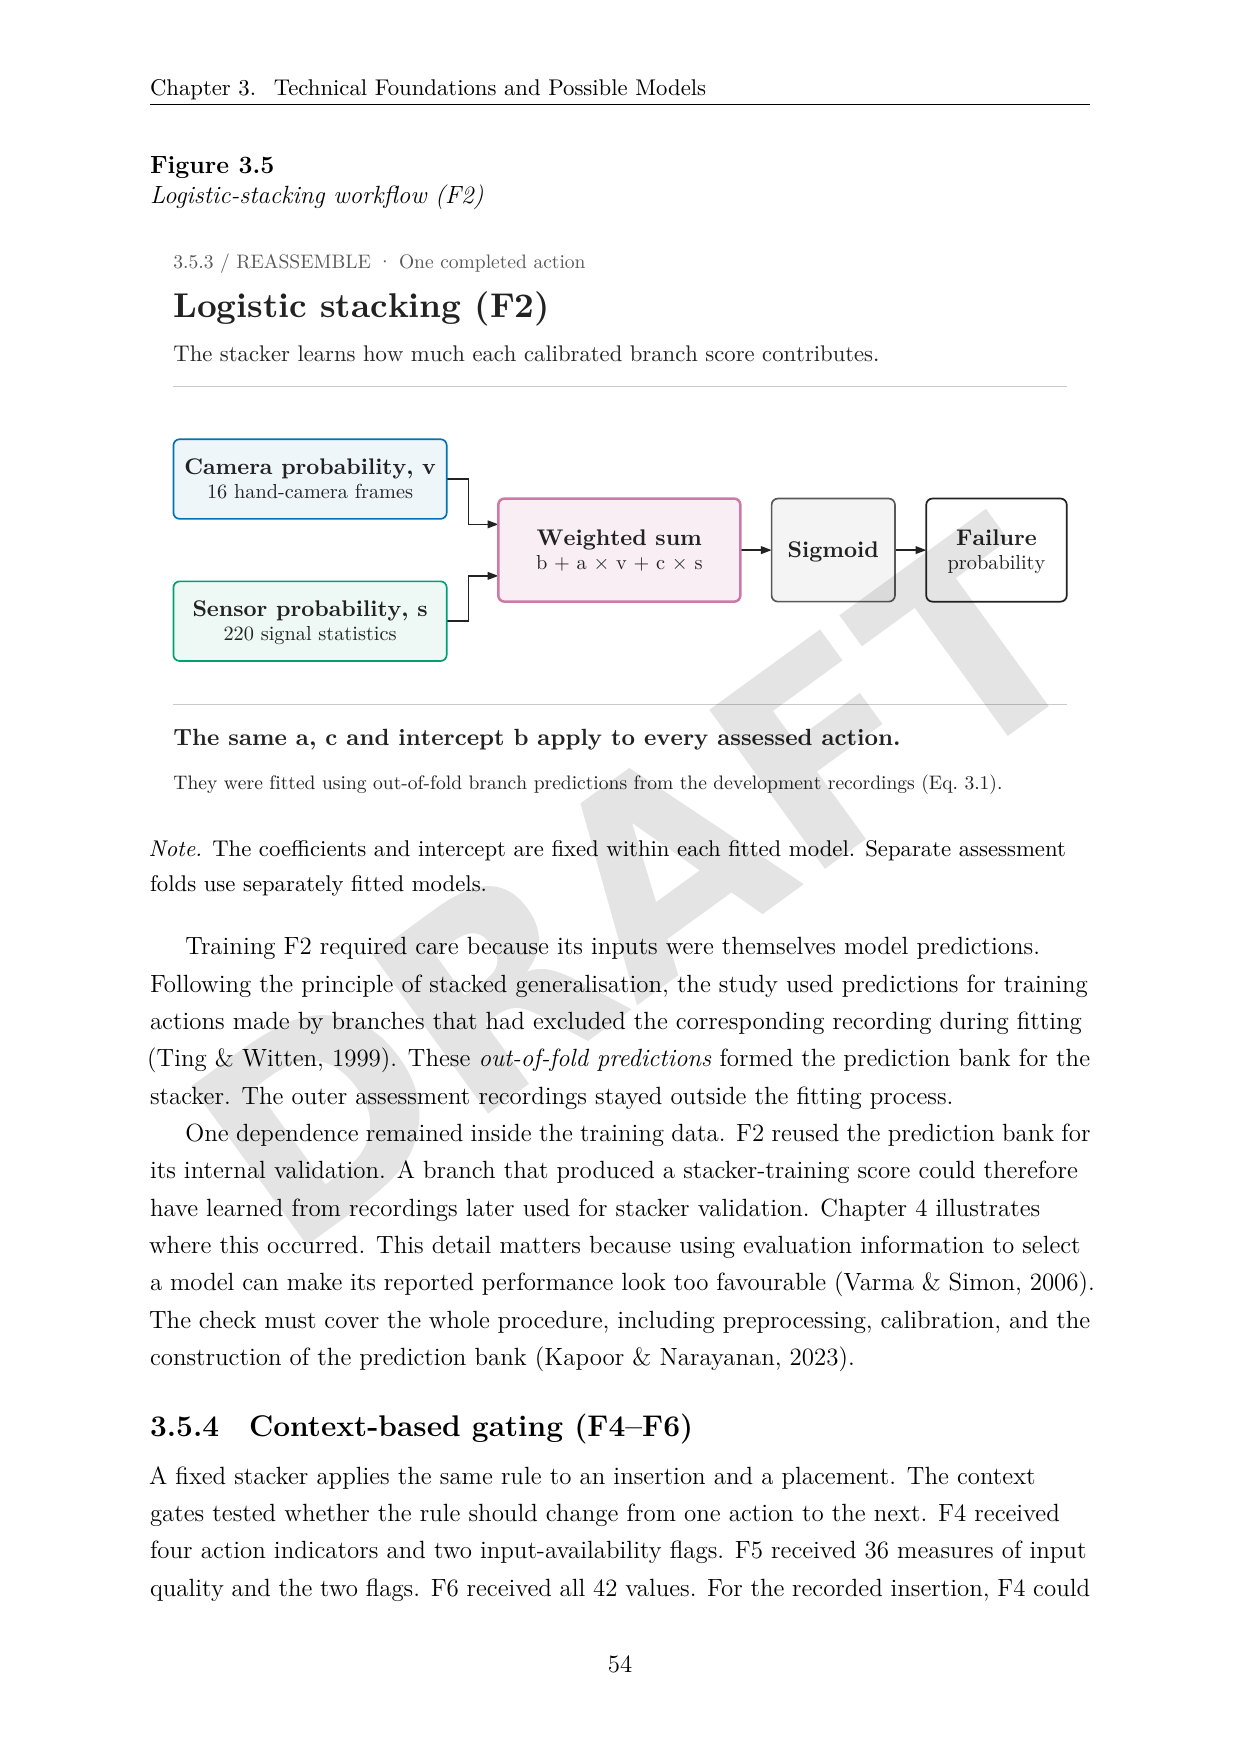 Chapter 3. Technical Foundations and Possible Models
Figure 3.5
Logistic-stacking workflow (F2)
3.5.3 / REASSEMBLE · One completed action
Logistic stacking (F2)
The stacker learns how much each calibrated branch score contributes.
Camera probability, v
16 hand-camera frames
Sensor probability, s
220 signal statistics
Weighted sum
b + a × v + c × s
Sigmoid
Failure
probability
The same a, c and intercept b apply to every assessed action.
They were fitted using out-of-fold branch predictions from the development recordings (Eq. 3.1).
Note. The coefficients and intercept are fixed within each fitted model. Separate assessment
folds use separately fitted models.
Training F2 required care because its inputs were themselves model predictions.
Following the principle of stacked generalisation, the study used predictions for training
actions made by branches that had excluded the corresponding recording during fitting
(Ting & Witten, 1999). These out-of-fold predictions formed the prediction bank for the
stacker. The outer assessment recordings stayed outside the fitting process.
One dependence remained inside the training data. F2 reused the prediction bank for
its internal validation. A branch that produced a stacker-training score could therefore
have learned from recordings later used for stacker validation. Chapter 4 illustrates
where this occurred. This detail matters because using evaluation information to select
a model can make its reported performance look too favourable (Varma & Simon, 2006).
The check must cover the whole procedure, including preprocessing, calibration, and the
construction of the prediction bank (Kapoor & Narayanan, 2023).
3.5.4 Context-based gating (F4–F6)
A fixed stacker applies the same rule to an insertion and a placement. The context
gates tested whether the rule should change from one action to the next. F4 received
four action indicators and two input-availability flags. F5 received 36 measures of input
quality and the two flags. F6 received all 42 values. For the recorded insertion, F4 could
54
DRAFT